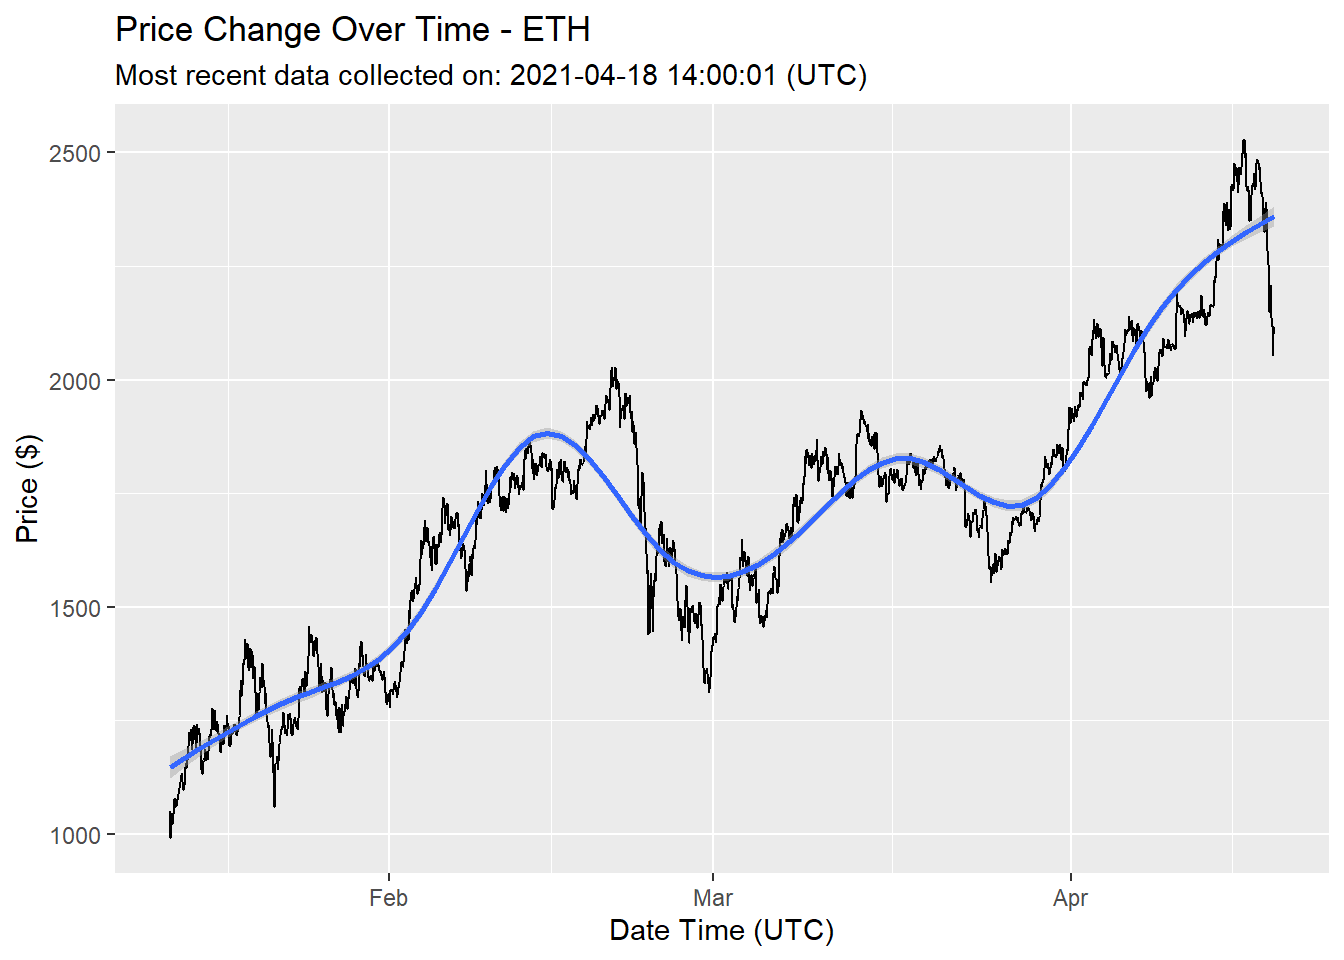 Price Change Over Time - ETH
Most recent data collected on: 2021-04-18 14:00:01 (UTC)
2500
2000
1500
1000
Price ($)
Feb Mar Apr
Date Time (UTC)